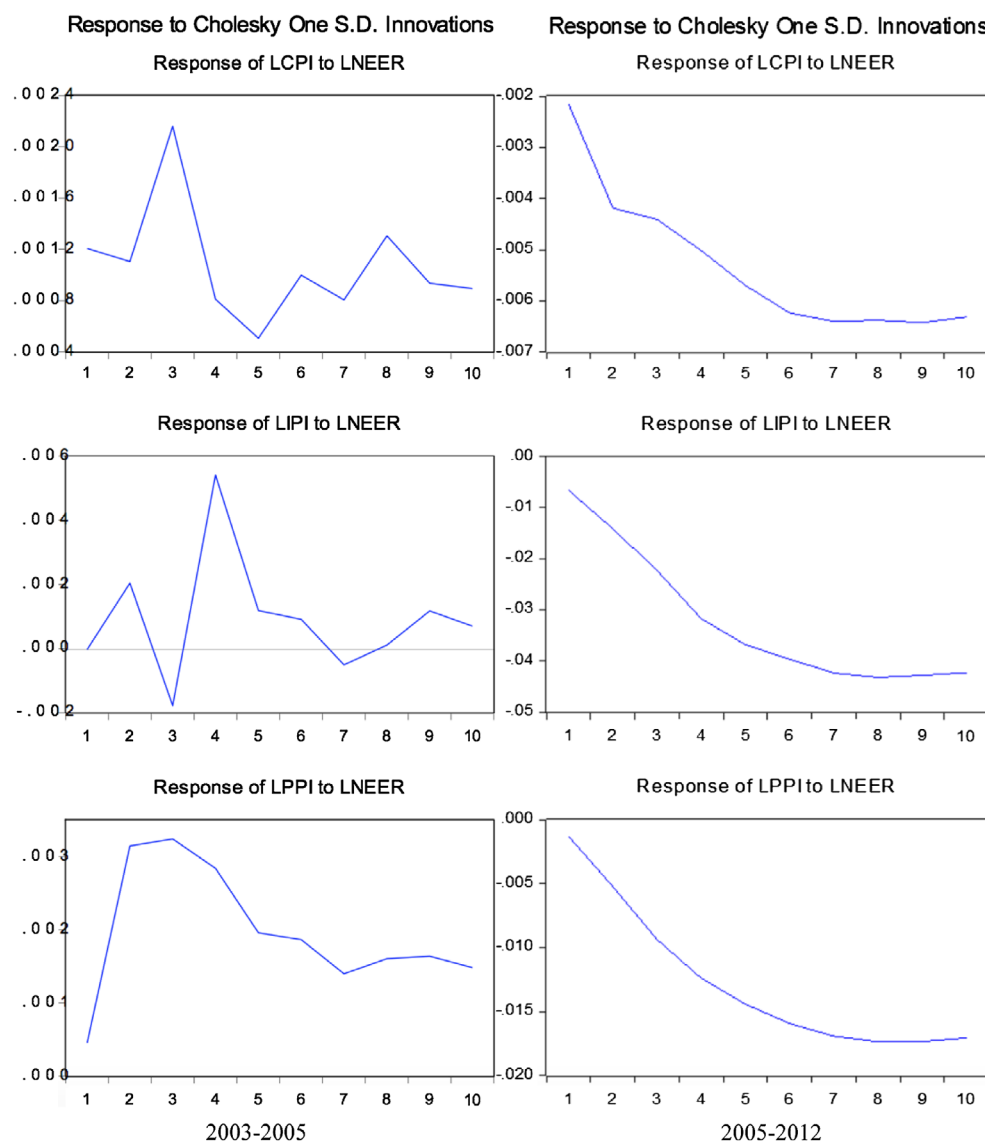 Response to Cholesky One S.D. Innovations
Response of LCPI to LNEER
.0024
.0020
.0016
.0012
.0008
.0004
1 2 3 4 5 6 7 8 9 10
Response of LIPI to LNEER
.006
.004
.002
.000
-.002
1 2 3 4 5 6 7 8 9 10
Response of LPPI to LNEER
.003
.002
.001
.000
1 2 3 4 5 6 7 8 9 10
2003-2005
Response to Cholesky One S.D. Innovations
Response of LCPI to LNEER
-.002
-.003
-.004
-.005
-.006
-.007
1 2 3 4 5 6 7 8 9 10
Response of LIPI to LNEER
.00
-.01
-.02
-.03
-.04
-.05
1 2 3 4 5 6 7 8 9 10
Response of LPPI to LNEER
.000
-.005
-.010
-.015
-.020
1 2 3 4 5 6 7 8 9 10
2005-2012